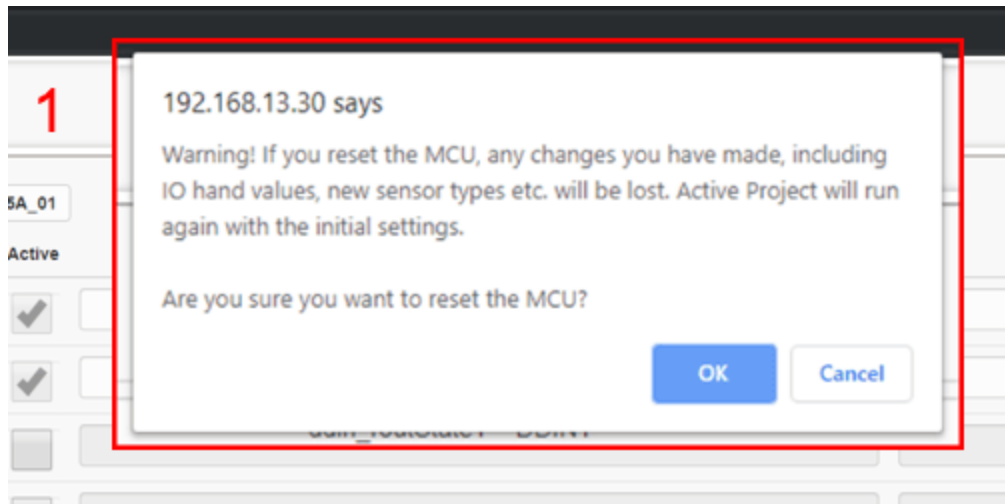 1
192.168.13.30 says
Warning! If you reset the MCU, any changes you have made, including
IO hand values, new sensor types etc. will be lost. Active Project will run
again with the initial settings.
5A_01
Active
Are you sure you want to reset the MCU?
OK Cancel